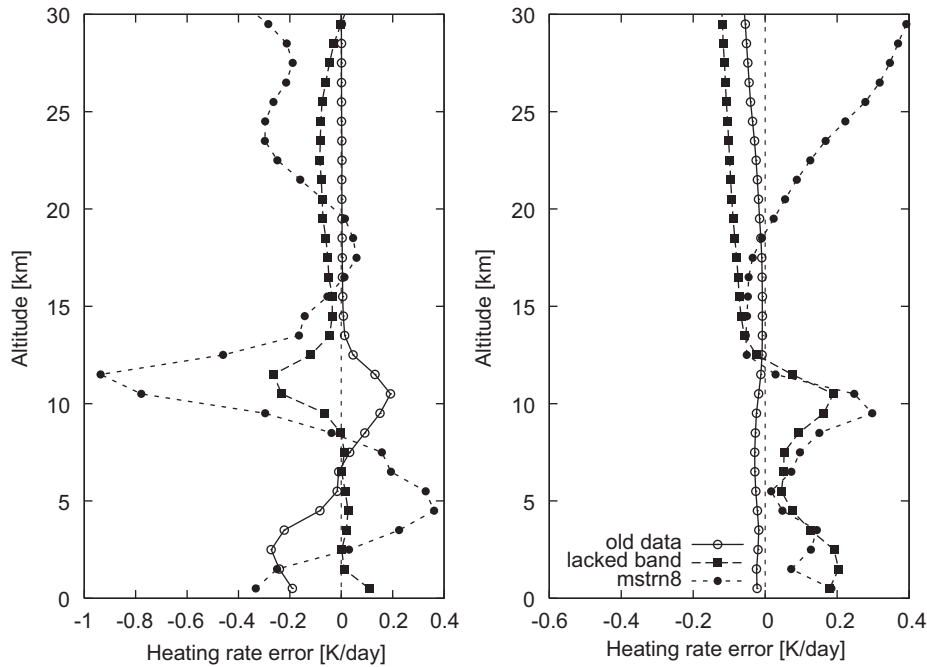 30
25
20
15
10
5
0
Altitude [km]
-1 -0.8 -0.6 -0.4 -0.2 0 0.2 0.4
Heating rate error [K/day]
30
25
20
15
10
5
0
Altitude [km]
old data
lacked band
mstrn8
-0.6 -0.4 -0.2 0 0.2 0.4
Heating rate error [K/day]